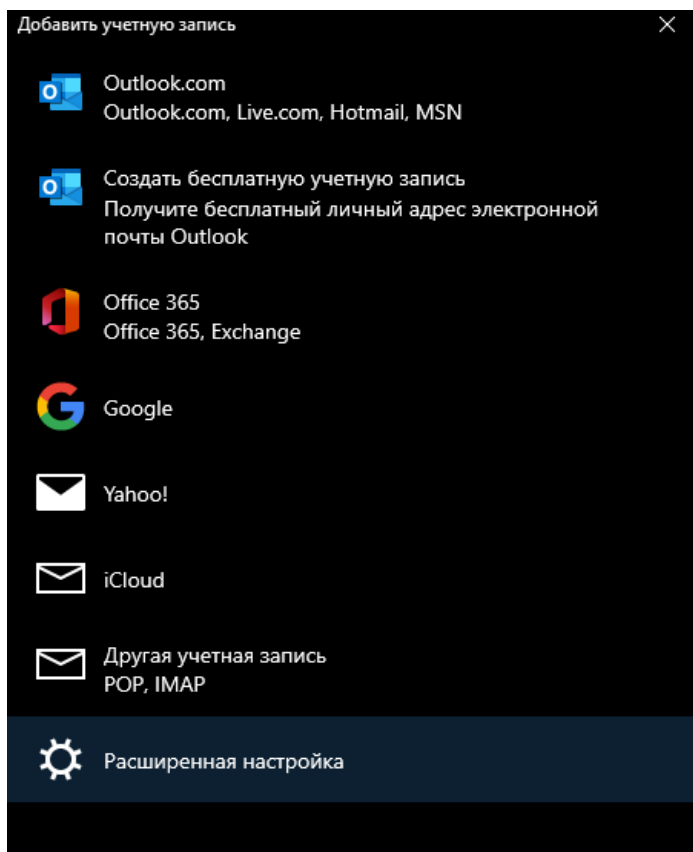 Добавить учетную запись
Outlook.com
Outlook.com, Live.com, Hotmail, MSN
Создать бесплатную учетную запись
Получите бесплатный личный адрес электронной
почты Outlook
Office 365
Office 365, Exchange
Google
Yahoo!
iCloud
Другая учетная запись
POP, IMAP
Расширенная настройка